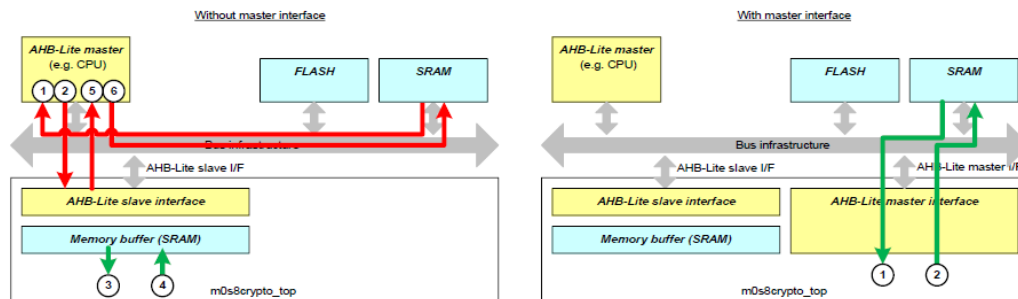 Without master interface
With master interface
AHB-Lite master
(e.g. CPU)
FLASH
SRAM
1 2 5 6
Bus infrastructure
AHB-Lite slave I/F
AHB-Lite slave interface
Memory buffer (SRAM)
3 4
m0s8crypto_top
AHB-Lite master
(e.g. CPU)
FLASH
SRAM
Bus infrastructure
AHB-Lite slave I/F
AHB-Lite master I/F
AHB-Lite slave interface
AHB-Lite master interface
Memory buffer (SRAM)
1 2
m0s8crypto_top